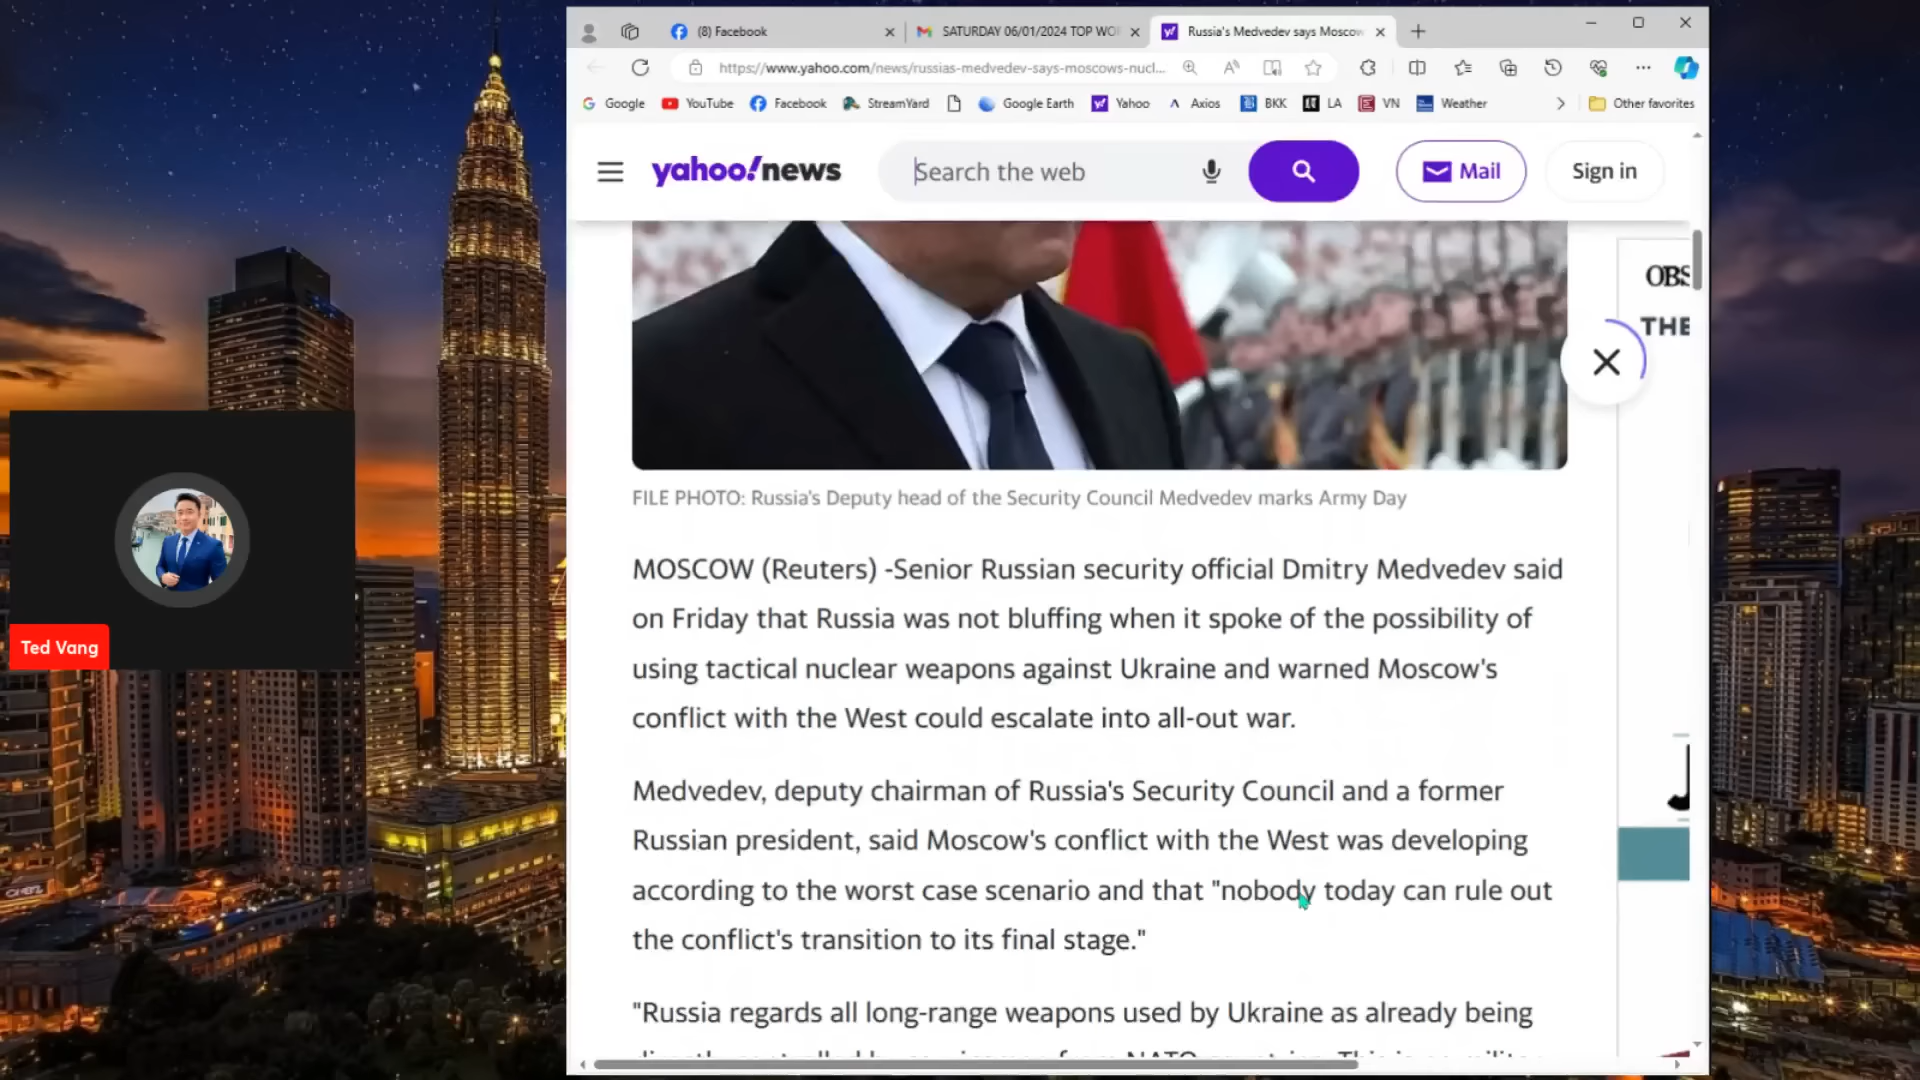 (8) Facebook
SATURDAY 06/01/2024 TOP WO
Russia's Medvedev says Moscow
https://www.yahoo.com/news/russias-medvedev-says-moscows-nucl...
Google
YouTube
Facebook
StreamYard
Google Earth
Yahoo
Axios
BKK
LA
VN
Weather
Other favorites
yahoo!news
Search the web
Mail
Sign in
OBS
THE
FILE PHOTO: Russia's Deputy head of the Security Council Medvedev marks Army Day
MOSCOW (Reuters) -Senior Russian security official Dmitry Medvedev said
on Friday that Russia was not bluffing when it spoke of the possibility of
using tactical nuclear weapons against Ukraine and warned Moscow's
conflict with the West could escalate into all-out war.
Medvedev, deputy chairman of Russia's Security Council and a former
Russian president, said Moscow's conflict with the West was developing
according to the worst case scenario and that "nobody today can rule out
the conflict's transition to its final stage."
"Russia regards all long-range weapons used by Ukraine as already being
Ted Vang